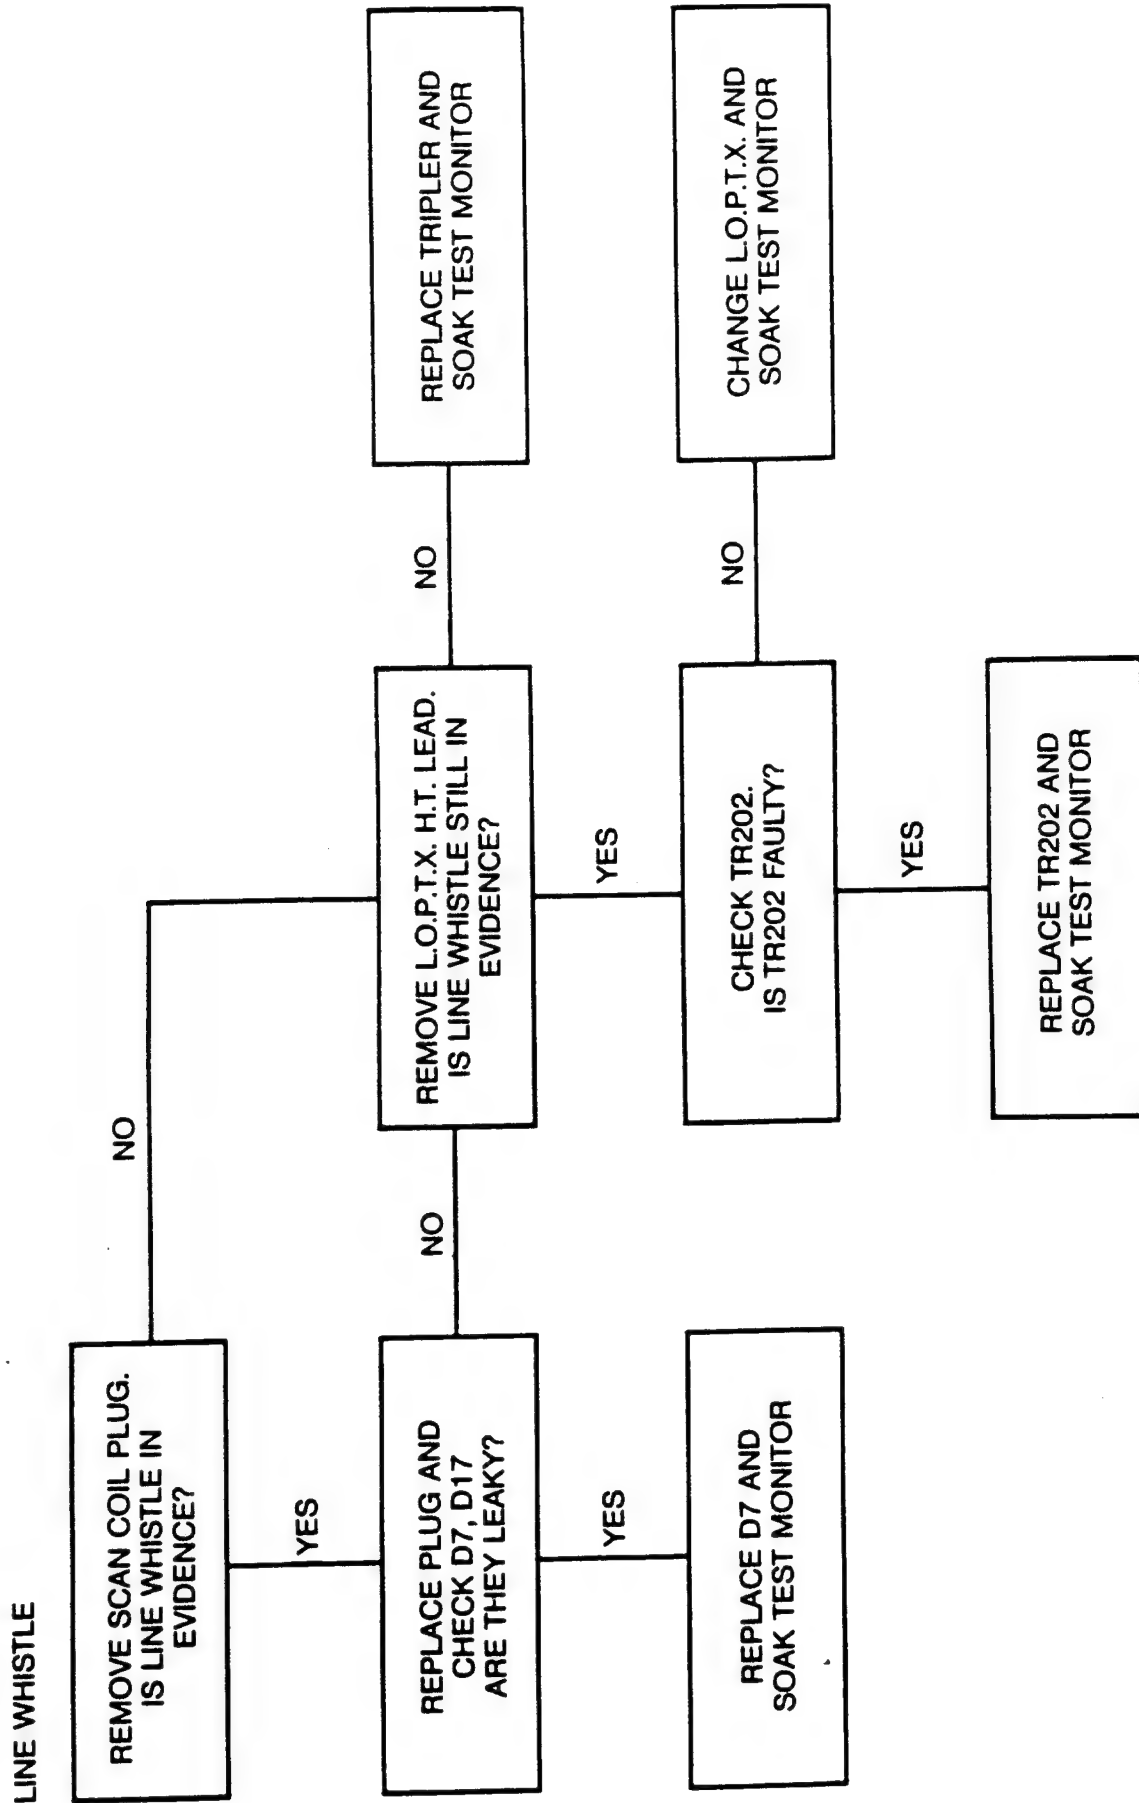 LINE WHISTLE
REMOVE SCAN COIL PLUG.
IS LINE WHISTLE IN
EVIDENCE?
NO
YES
REPLACE PLUG AND
CHECK D7, D17
ARE THEY LEAKY?
NO
REMOVE L.O.P.T.X. H.T. LEAD.
IS LINE WHISTLE STILL IN
EVIDENCE?
NO
REPLACE TRIPLER AND
SOAK TEST MONITOR
YES
YES
REPLACE D7 AND
SOAK TEST MONITOR
CHECK TR202.
IS TR202 FAULTY?
NO
CHANGE L.O.P.T.X. AND
SOAK TEST MONITOR
YES
REPLACE TR202 AND
SOAK TEST MONITOR